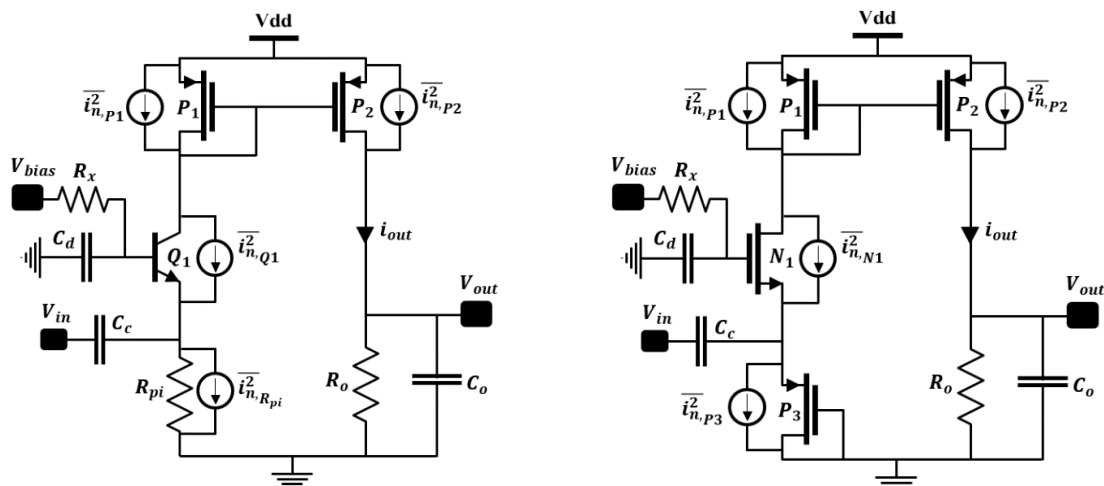 Vdd
i²n,P1 P1 P2 i²n,P2
Vbias Rx
Cd Q1 i²n,Q1 iout
Vin Cc Vout
Rpi i²n,Rpi Ro Co
Vdd
i²n,P1 P1 P2 i²n,P2
Vbias Rx
Cd N1 i²n,N1 iout
Vin Cc Vout
i²n,P3 P3 Ro Co